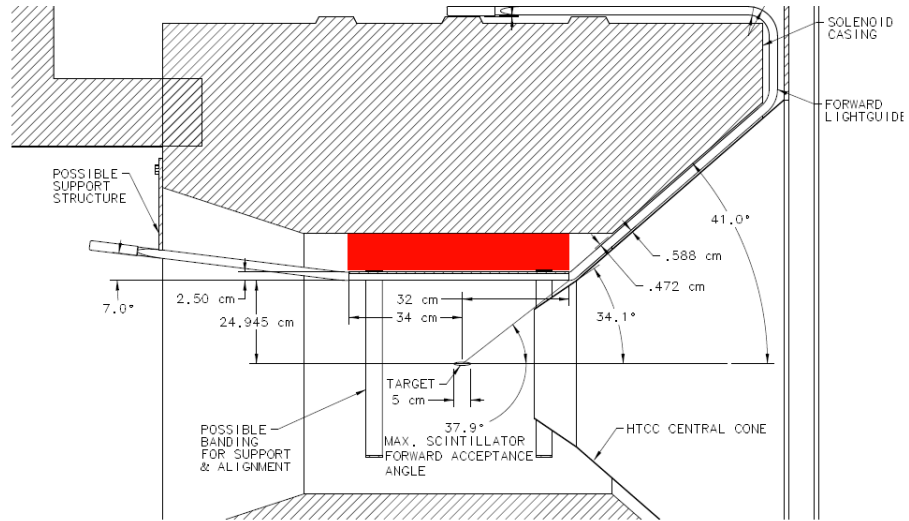 SOLENOID
CASING
FORWARD
LIGHTGUIDE
POSSIBLE
SUPPORT
STRUCTURE
41.0°
.588 cm
.472 cm
2.50 cm
7.0°
32 cm
34 cm
24.945 cm
34.1°
TARGET
5 cm
37.9°
POSSIBLE
BANDING
FOR SUPPORT
& ALIGNMENT
MAX. SCINTILLATOR
FORWARD ACCEPTANCE
ANGLE
HTCC CENTRAL CONE